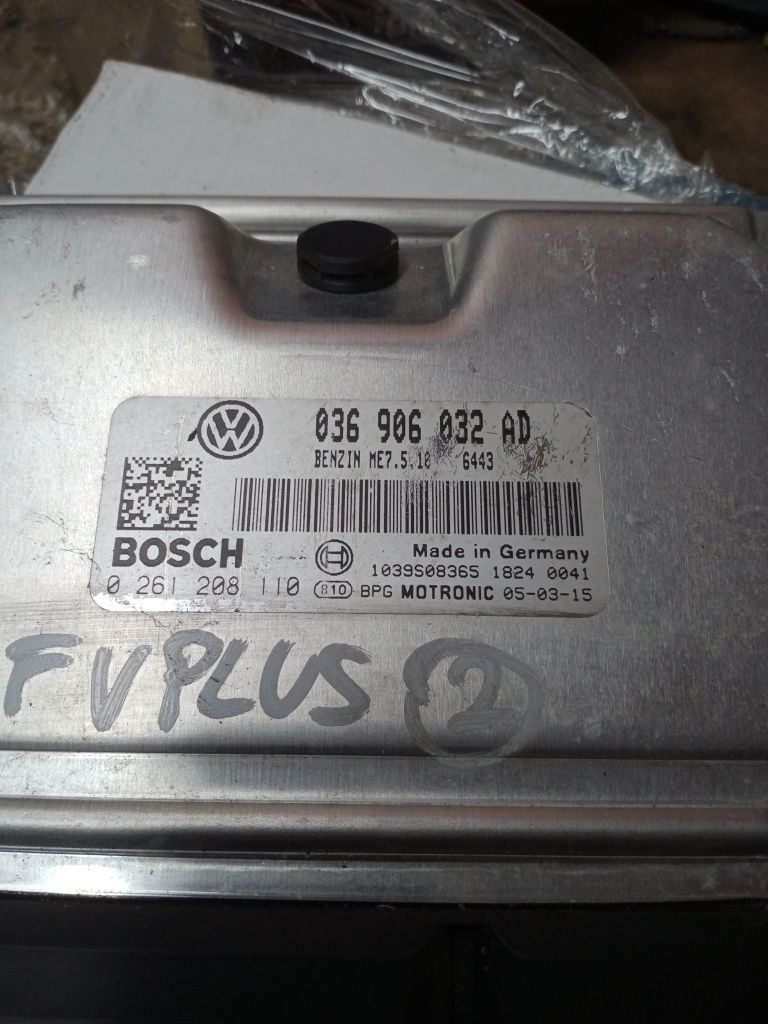 036 906 032 AD
BENZIN ME7.5.10 6443
BOSCH
Made in Germany
1039S08365 1824 0041
0 261 208 110 810 BPG MOTRONIC 05-03-15
FVPLUS 2